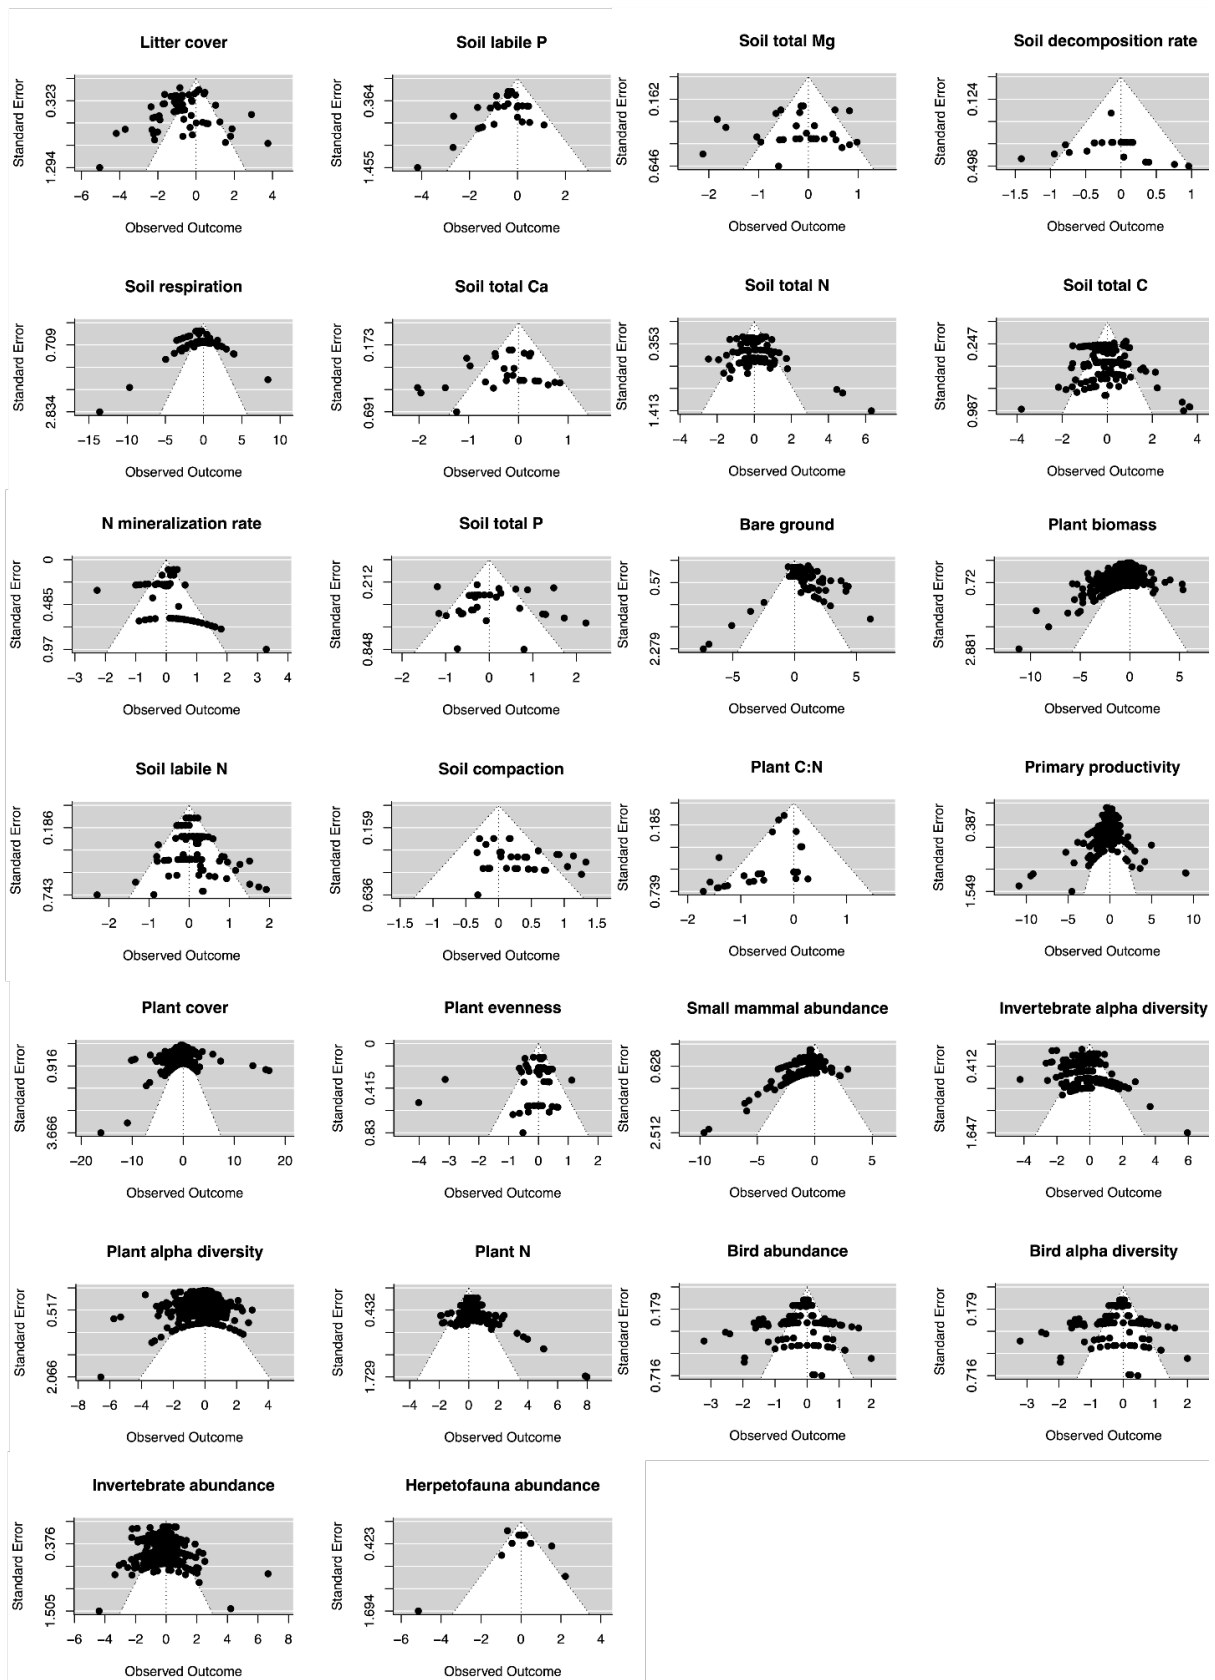 Litter cover
Soil labile P
Soil total Mg
Soil decomposition rate
Standard Error
0.323
1.294
−6 −4 −2 0 2 4
Observed Outcome
Standard Error
0.364
1.455
−4 −2 0 2
Observed Outcome
Standard Error
0.162
0.646
−2 −1 0 1
Observed Outcome
Standard Error
0.124
0.498
−1.5 −1 −0.5 0 0.5 1
Observed Outcome
Soil respiration
Soil total Ca
Soil total N
Soil total C
Standard Error
0.709
2.834
−15 −10 −5 0 5 10
Observed Outcome
Standard Error
0.173
0.691
−2 −1 0 1
Observed Outcome
Standard Error
0.353
1.413
−4 −2 0 2 4 6
Observed Outcome
Standard Error
0.247
0.987
−4 −2 0 2 4
Observed Outcome
N mineralization rate
Soil total P
Bare ground
Plant biomass
Standard Error
0
0.485
0.97
−3 −2 −1 0 1 2 3 4
Observed Outcome
Standard Error
0.212
0.848
−2 −1 0 1 2
Observed Outcome
Standard Error
0.57
2.279
−5 0 5
Observed Outcome
Standard Error
0.72
2.881
−10 −5 0 5
Observed Outcome
Soil labile N
Soil compaction
Plant C:N
Primary productivity
Standard Error
0.186
0.743
−2 −1 0 1 2
Observed Outcome
Standard Error
0.159
0.636
−1.5 −1 −0.5 0 0.5 1 1.5
Observed Outcome
Standard Error
0.185
0.739
−2 −1 0 1
Observed Outcome
Standard Error
0.387
1.549
−10 −5 0 5 10
Observed Outcome
Plant cover
Plant evenness
Small mammal abundance
Invertebrate alpha diversity
Standard Error
0.916
3.666
−20 −10 0 10 20
Observed Outcome
Standard Error
0
0.415
0.83
−4 −3 −2 −1 0 1 2
Observed Outcome
Standard Error
0.628
2.512
−10 −5 0 5
Observed Outcome
Standard Error
0.412
1.647
−4 −2 0 2 4 6
Observed Outcome
Plant alpha diversity
Plant N
Bird abundance
Bird alpha diversity
Standard Error
0.517
2.066
−8 −6 −4 −2 0 2 4
Observed Outcome
Standard Error
0.432
1.729
−4 −2 0 2 4 6 8
Observed Outcome
Standard Error
0.179
0.716
−3 −2 −1 0 1 2
Observed Outcome
Standard Error
0.179
0.716
−3 −2 −1 0 1 2
Observed Outcome
Invertebrate abundance
Herpetofauna abundance
Standard Error
0.376
1.505
−6 −4 −2 0 2 4 6 8
Observed Outcome
Standard Error
0.423
1.694
−6 −4 −2 0 2 4
Observed Outcome